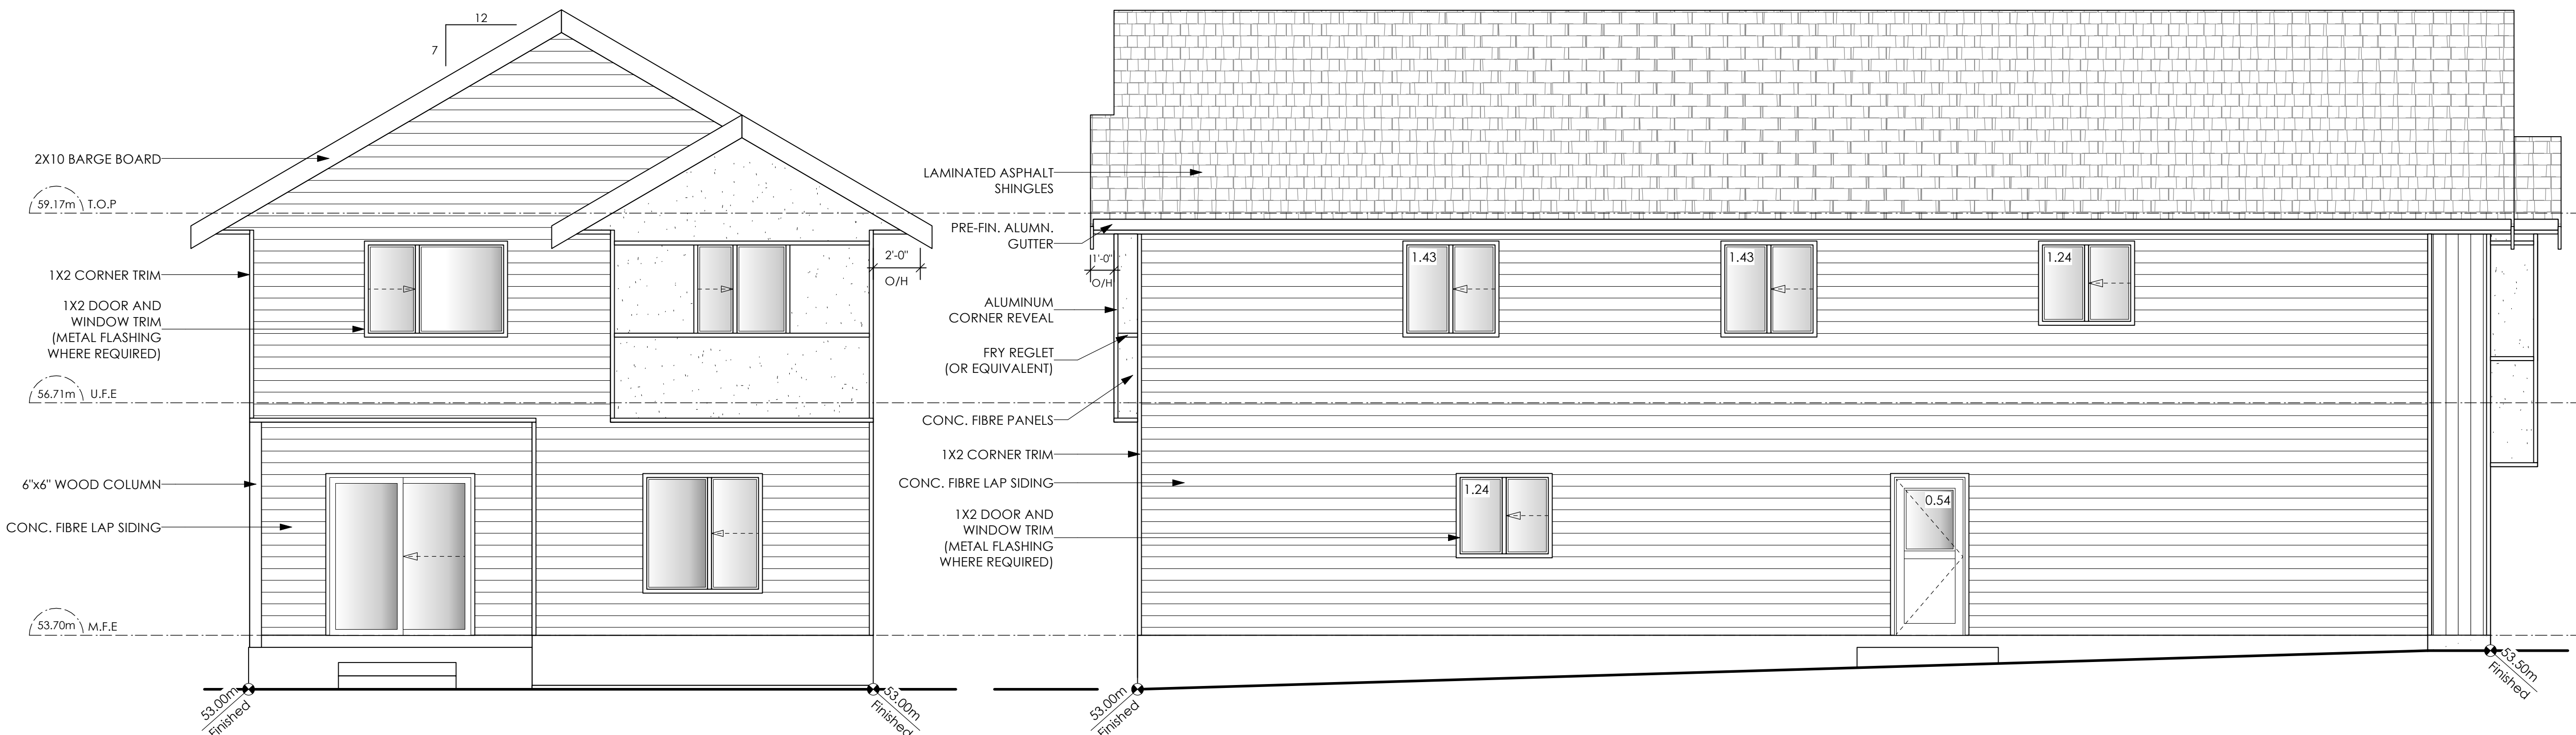 12
7
2X10 BARGE BOARD
59.17m T.O.P
1X2 CORNER TRIM
1X2 DOOR AND
WINDOW TRIM
(METAL FLASHING
WHERE REQUIRED)
56.71m U.F.E
6"x6" WOOD COLUMN
CONC. FIBRE LAP SIDING
53.70m M.F.E
2'-0"
O/H
53.00m
Finished
53.00m
Finished
LAMINATED ASPHALT
SHINGLES
PRE-FIN. ALUMN.
GUTTER
1'-0"
O/H
ALUMINUM
CORNER REVEAL
FRY REGLET
(OR EQUIVALENT)
CONC. FIBRE PANELS
1X2 CORNER TRIM
CONC. FIBRE LAP SIDING
1X2 DOOR AND
WINDOW TRIM
(METAL FLASHING
WHERE REQUIRED)
1.43
1.43
1.24
1.24
0.54
53.00m
Finished
53.50m
Finished